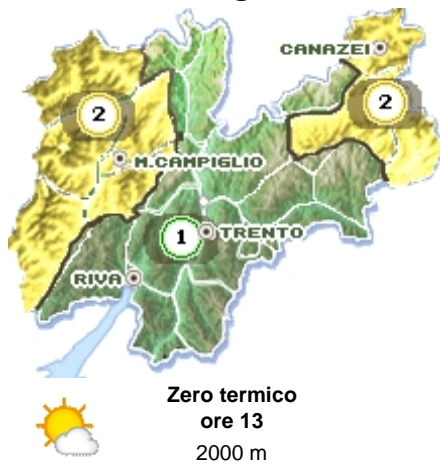 CANAZEI
2
2
M.CAMPIGLIO
1
TRENTO
RIVA
Zero termico
ore 13
2000 m